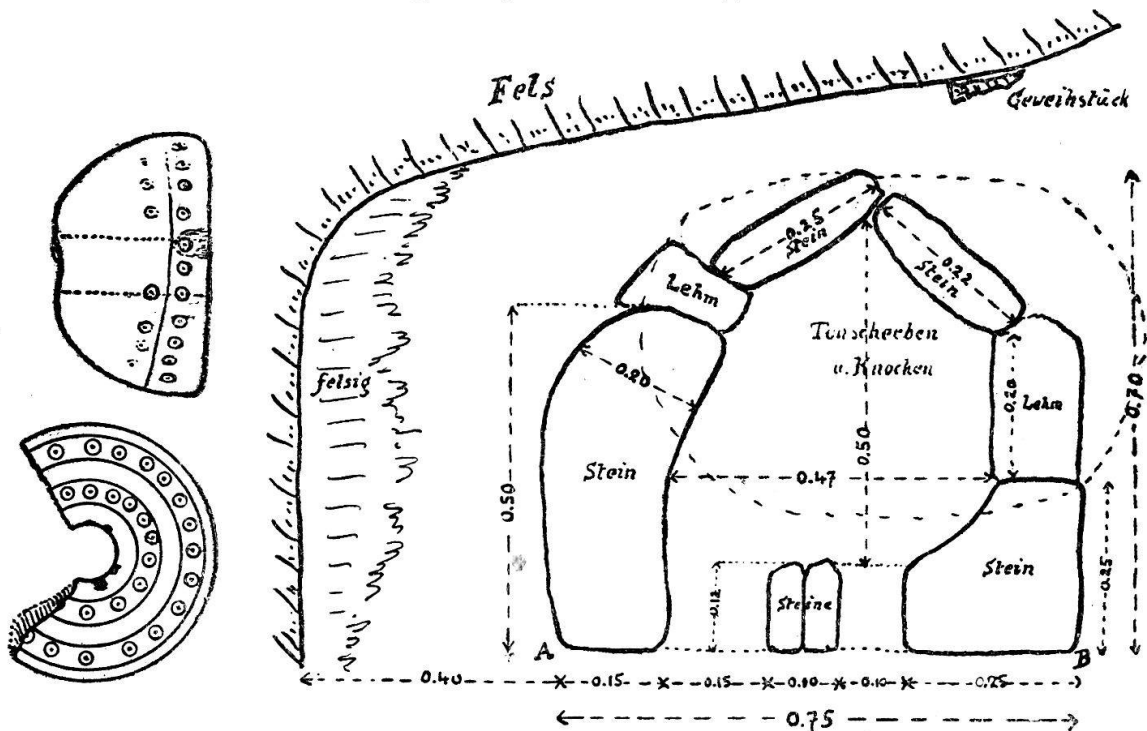 Fels
Geweihstück
0.25
Stein
0.22
Stein
Lehm
Tonscherben
u. Knochen
felsig
0.20
0.20
Lehm
0.70
Stein
0.50
0.50
0.47
Stein
0.25
0.12
Steine
A
B
0.40
0.15
0.15
0.10
0.10
0.25
0.75